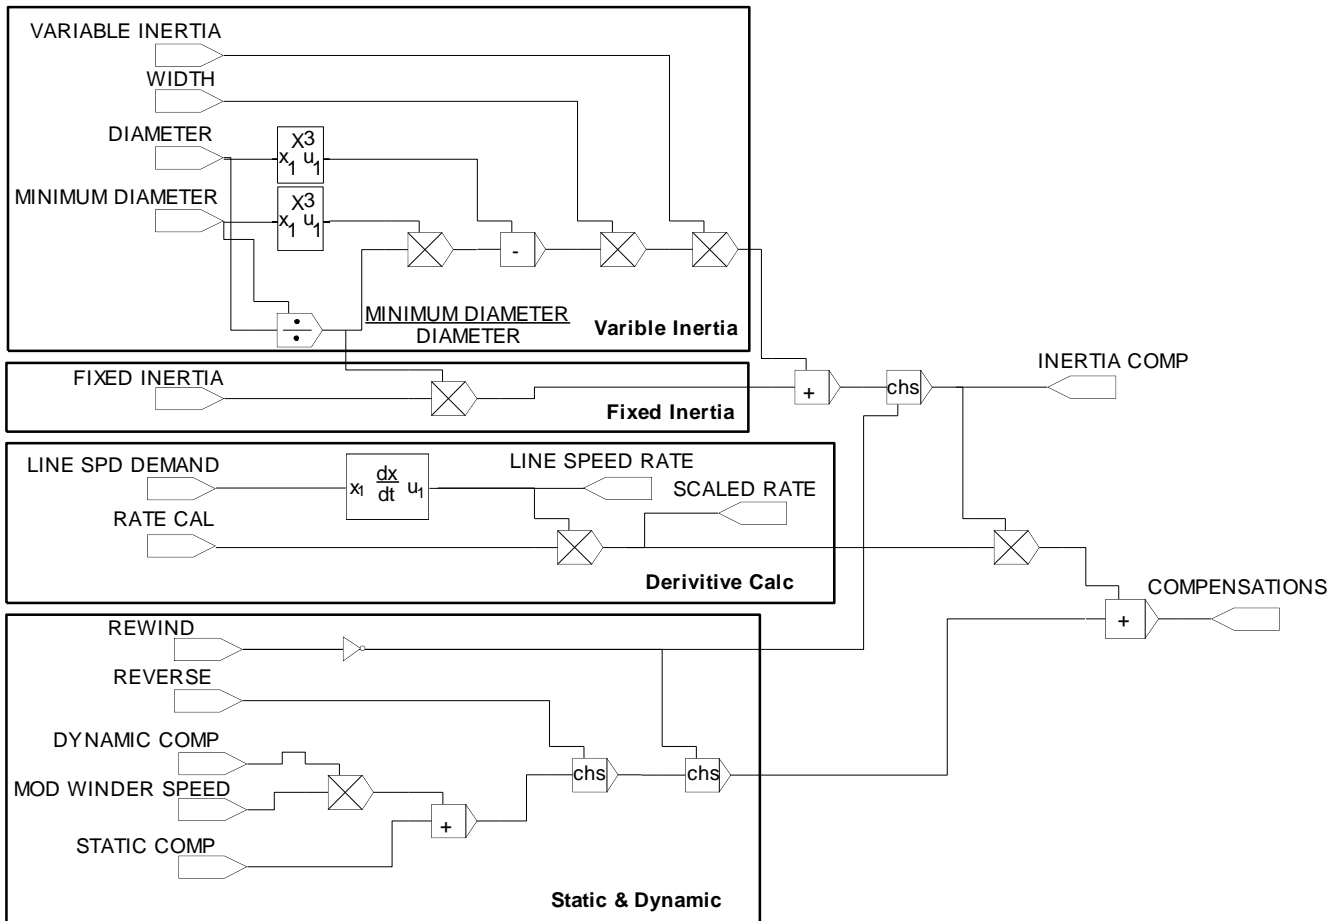 VARIABLE INERTIA
WIDTH
DIAMETER
X3
x1 u1
MINIMUM DIAMETER
X3
x1 u1
-
MINIMUM DIAMETER
DIAMETER
Varible Inertia
FIXED INERTIA
Fixed Inertia
+
chs
INERTIA COMP
LINE SPD DEMAND
x1 dx u1
dt
LINE SPEED RATE
SCALED RATE
RATE CAL
Derivitive Calc
COMPENSATIONS
+
REWIND
REVERSE
DYNAMIC COMP
chs
chs
MOD WINDER SPEED
+
STATIC COMP
Static & Dynamic